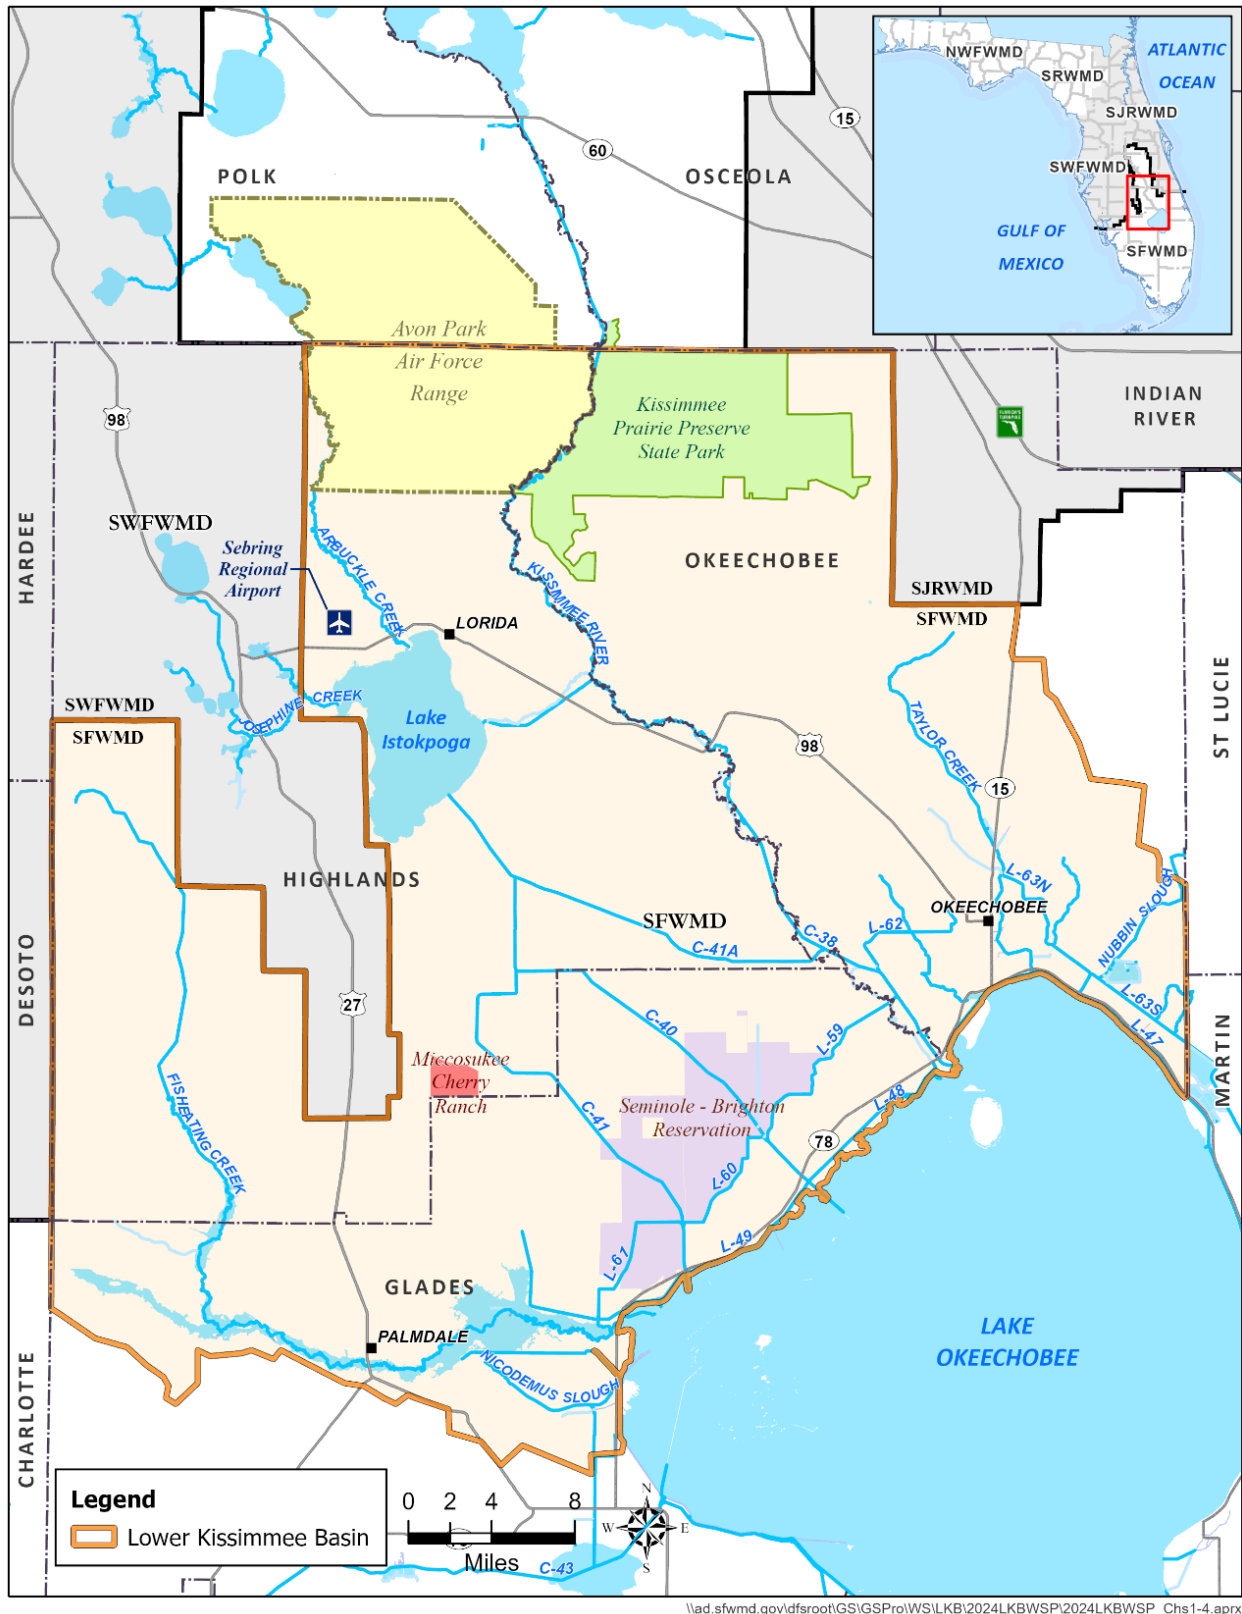 NWFWMD
SRWMD
ATLANTIC
OCEAN
SJRWMD
SWFWMD
GULF OF
MEXICO
SFWMD
15
60
POLK
OSCEOLA
Avon Park
Air Force
Range
Kissimmee
Prairie Preserve
State Park
INDIAN
RIVER
98
HARDEE
SWFWMD
Sebring
Regional
Airport
ARBUCKLE CREEK
KISSIMMEE RIVER
OKEECHOBEE
SJRWMD
SFWMD
LORIDA
ST LUCIE
SWFWMD
SFWMD
JOSEPHINE CREEK
Lake
Istokpoga
TAYLOR CREEK
98
15
HIGHLANDS
L-63N
OKEECHOBEE
SFWMD
L-62
C-38
C-41A
NUBBIN SLOUGH
DESOTO
27
L-63S
L-47
C-40
L-59
MARTIN
Miccosukee
Cherry
Ranch
Seminole - Brighton
Reservation
L-48
C-41
78
FISHEATING CREEK
L-60
L-49
L-61
GLADES
PALMDALE
LAKE
OKEECHOBEE
NICODEMUS SLOUGH
CHARLOTTE
Legend
Lower Kissimmee Basin
0 2 4 8
Miles
N
W E
S
C-43
\\ad.sfwmd.gov\dfsroot\GS\GSPro\WS\LKB\2024LKBWSP\2024LKBWSP_Chs1-4.aprx